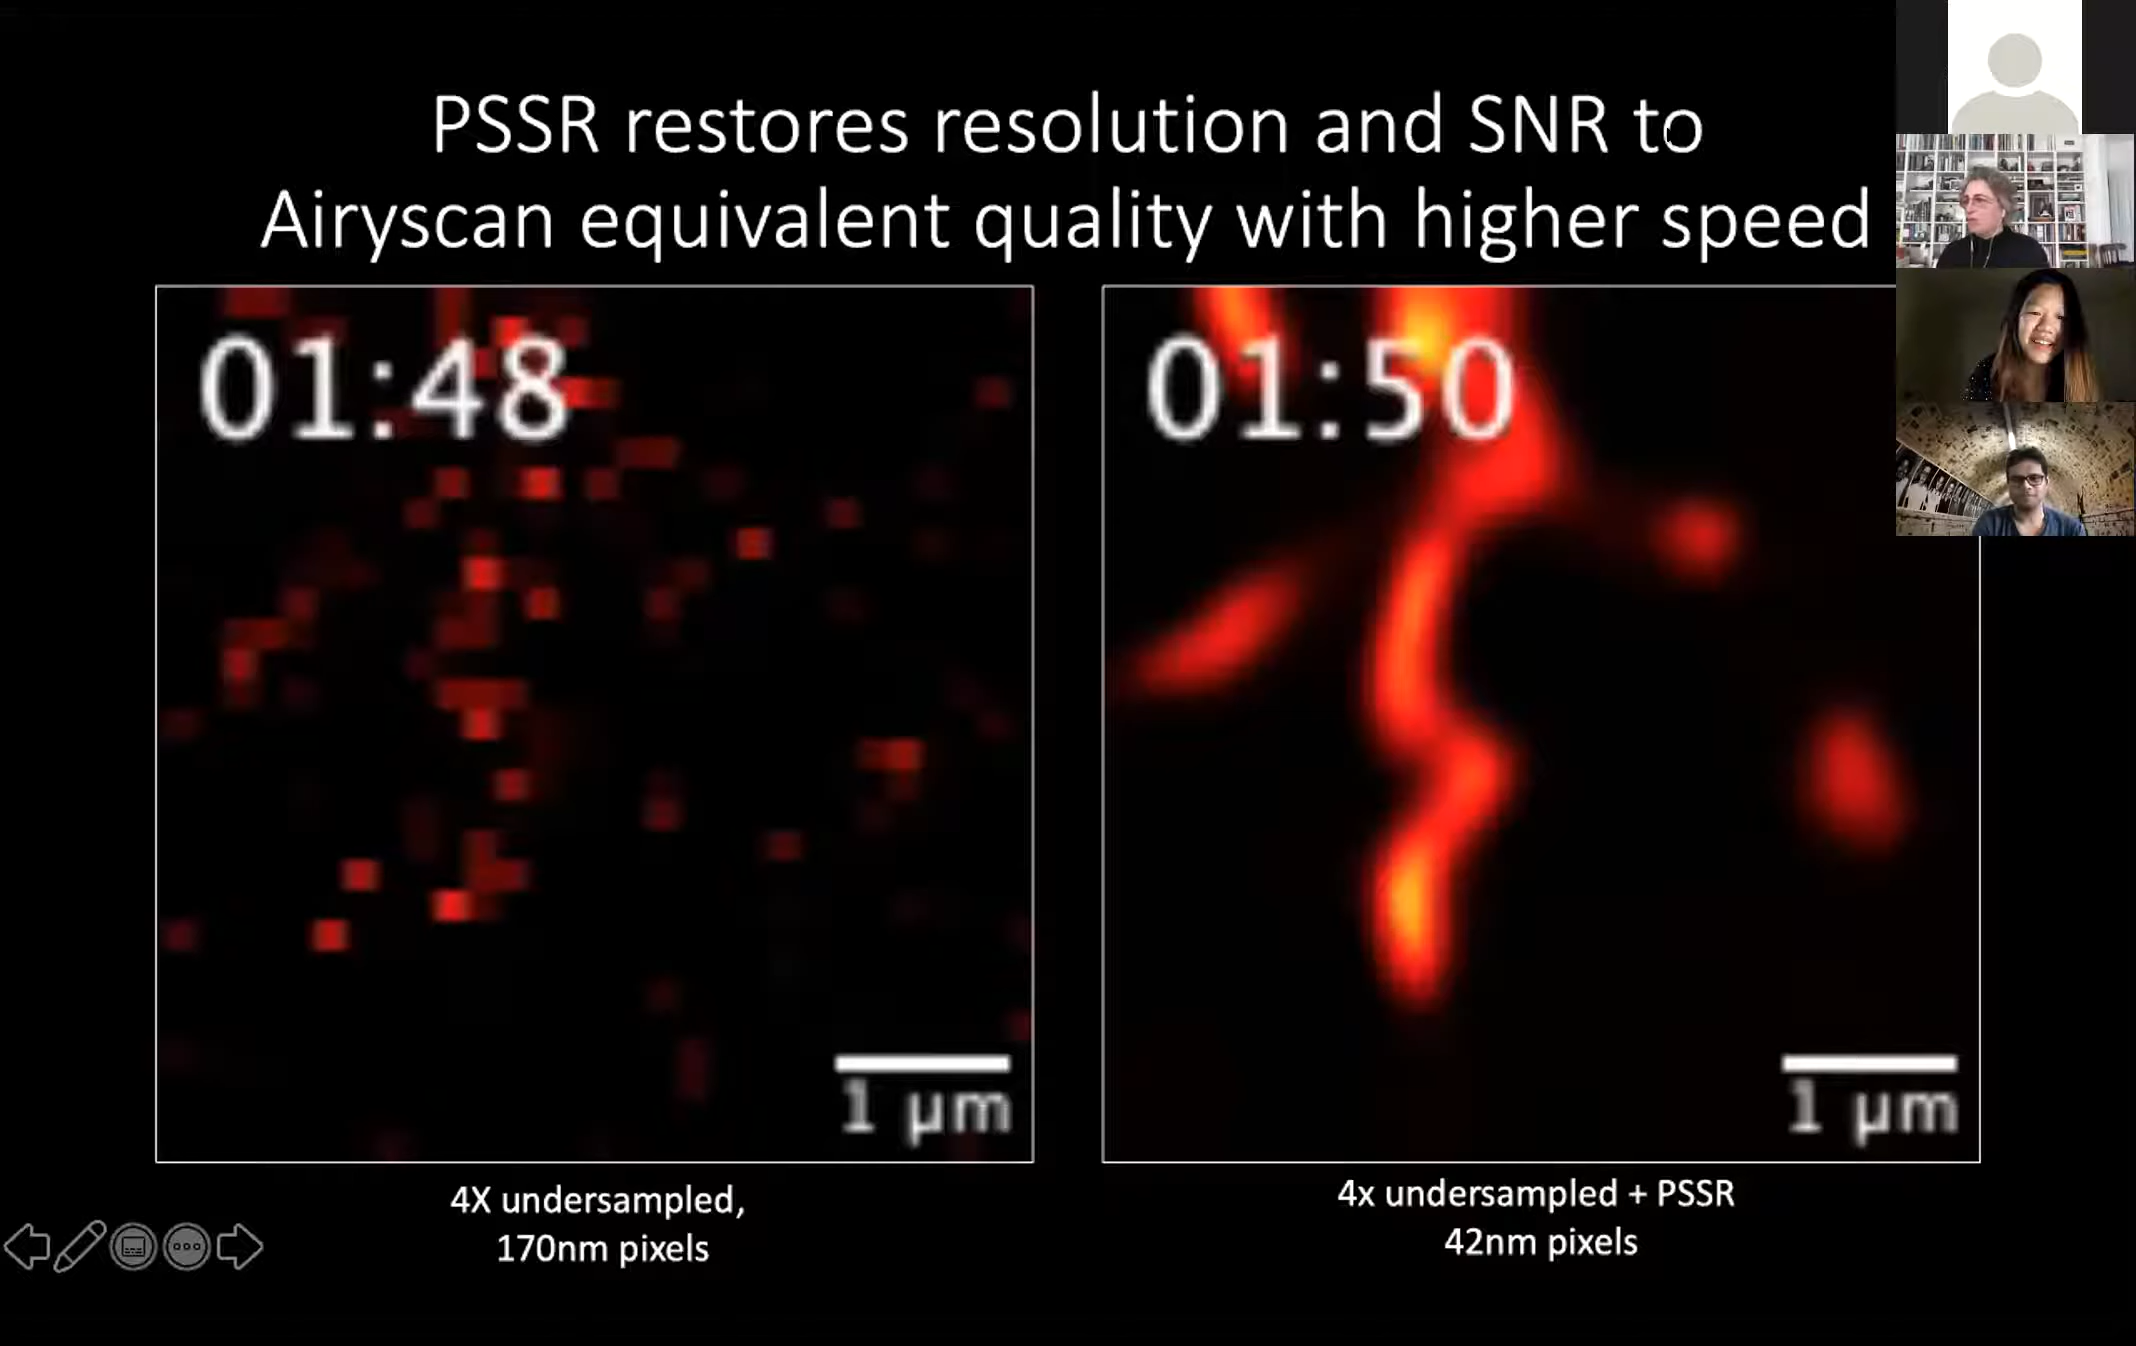 PSSR restores resolution and SNR to
Airyscan equivalent quality with higher speed
01:48
01:50
1 µm
1 µm
4X undersampled,
170nm pixels
4x undersampled + PSSR
42nm pixels